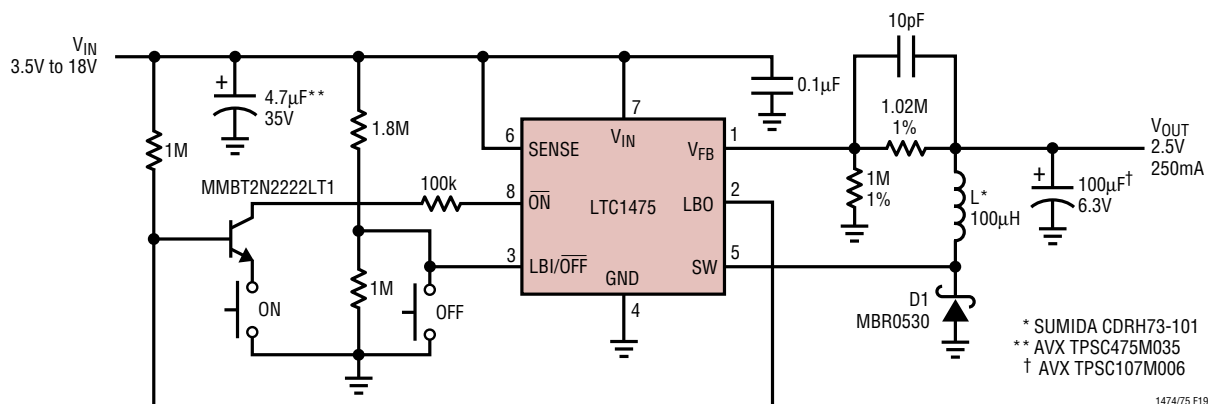 10pF
V_IN
3.5V to 18V
+
4.7µF**
35V
0.1µF
7
1.02M
1%
1.8M
6
SENSE
V_IN
V_FB
1
V_OUT
2.5V
250mA
1M
MMBT2N2222LT1
100k
8
ON
LTC1475
LBO
2
1M
1%
L*
100µH
+
100µF†
6.3V
3
LBI/OFF
SW
5
1M
GND
4
ON
OFF
D1
MBR0530
* SUMIDA CDRH73-101
** AVX TPSC475M035
† AVX TPSC107M006
1474/75 F19